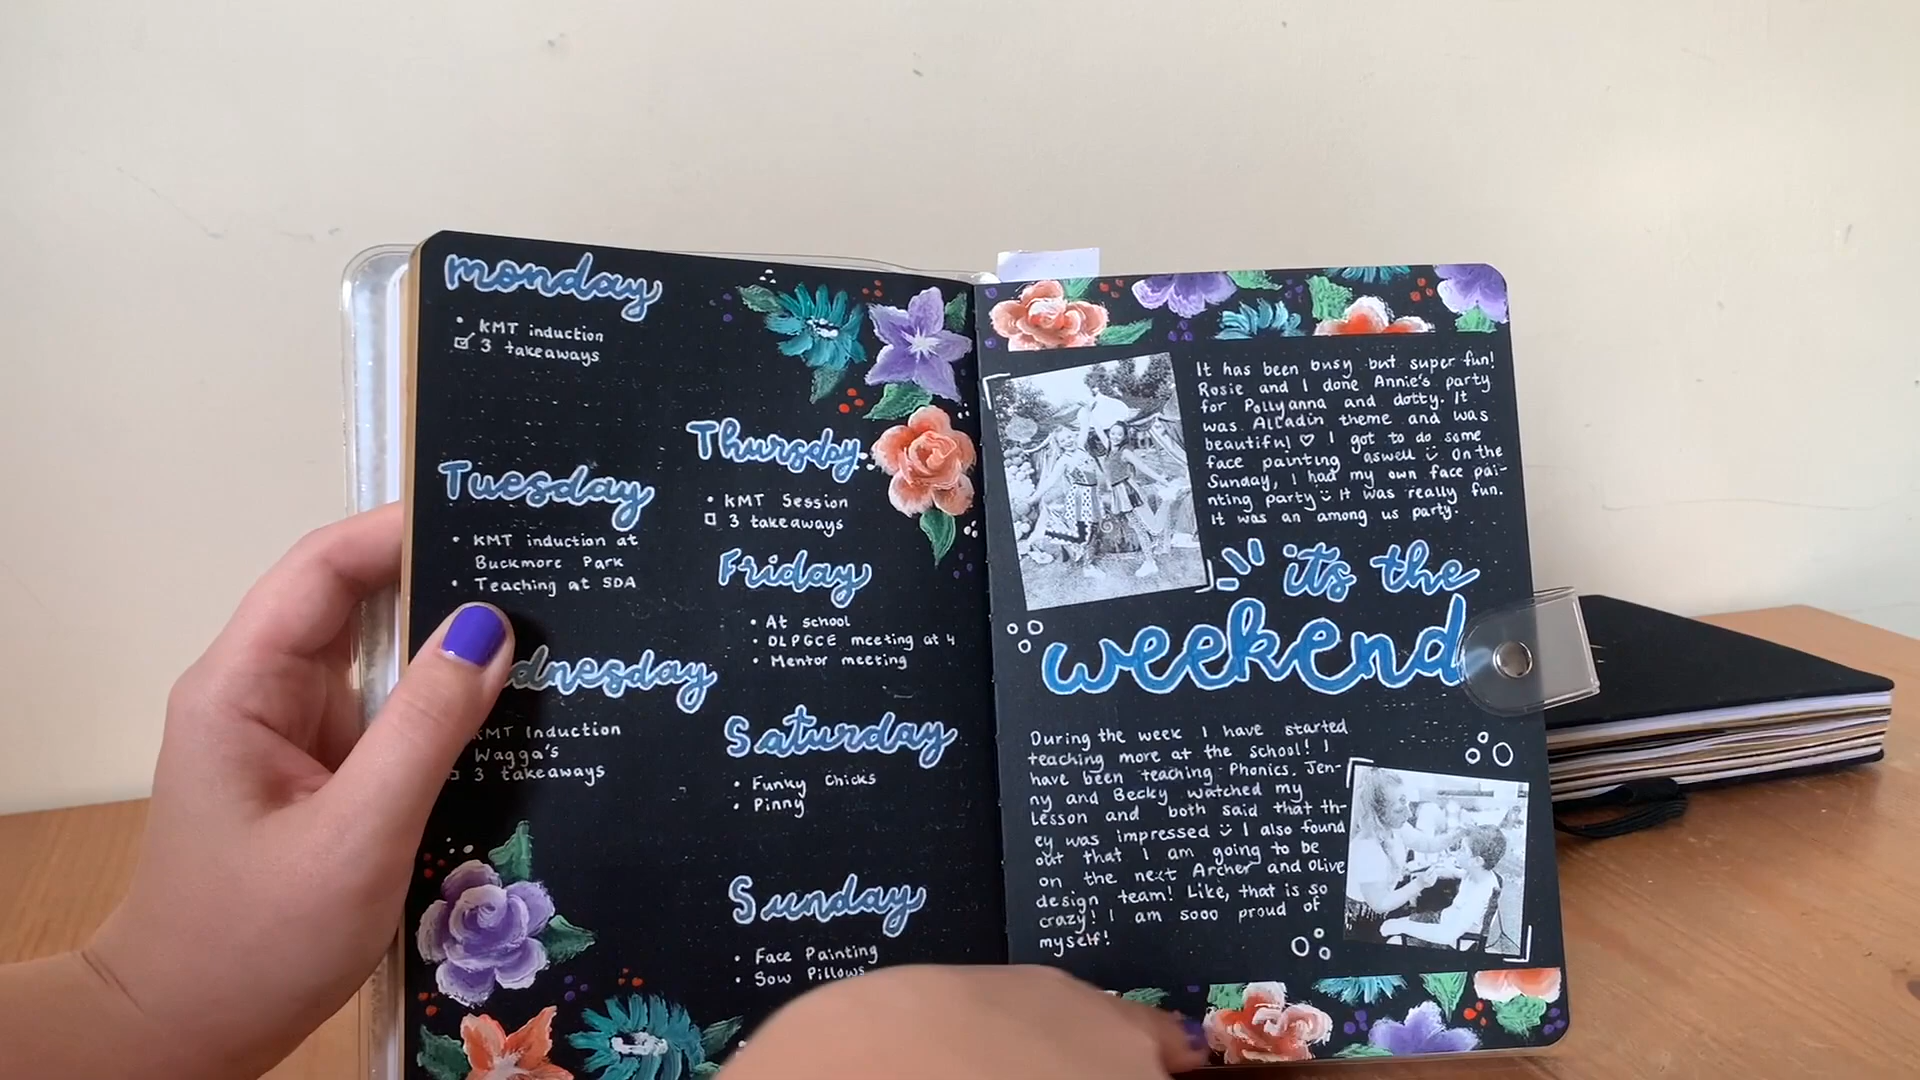 monday
• KMT induction
☑ 3 takeaways
Tuesday
• KMT induction at
Buckmore Park
• Teaching at SDA
dnesday
KMT Induction
Wagga's
3 takeaways
Thursday
• KMT Session
☐ 3 takeaways
Friday
• At school
• DLPGCE meeting at 4
• Mentor meeting
Saturday
• Funky Chicks
• Pinny
Sunday
• Face Painting
• Sow Pillows
It has been busy but super fun!
Rosie and I done Annie's party
for Pollyanna and dotty. It
was Alladin theme and was
beautiful ♡ I got to do some
face painting aswell ü On the
Sunday, I had my own face pai-
nting party ü It was really fun.
It was an among us party.
it's the
weekend
During the week I have started
teaching more at the school! I
have been teaching Phonics. Jen-
ny and Becky watched my
lesson and both said that th-
ey was impressed ü I also found
out that I am going to be
on the next Archer and Olive
design team! Like, that is so
crazy! I am sooo proud of
myself!